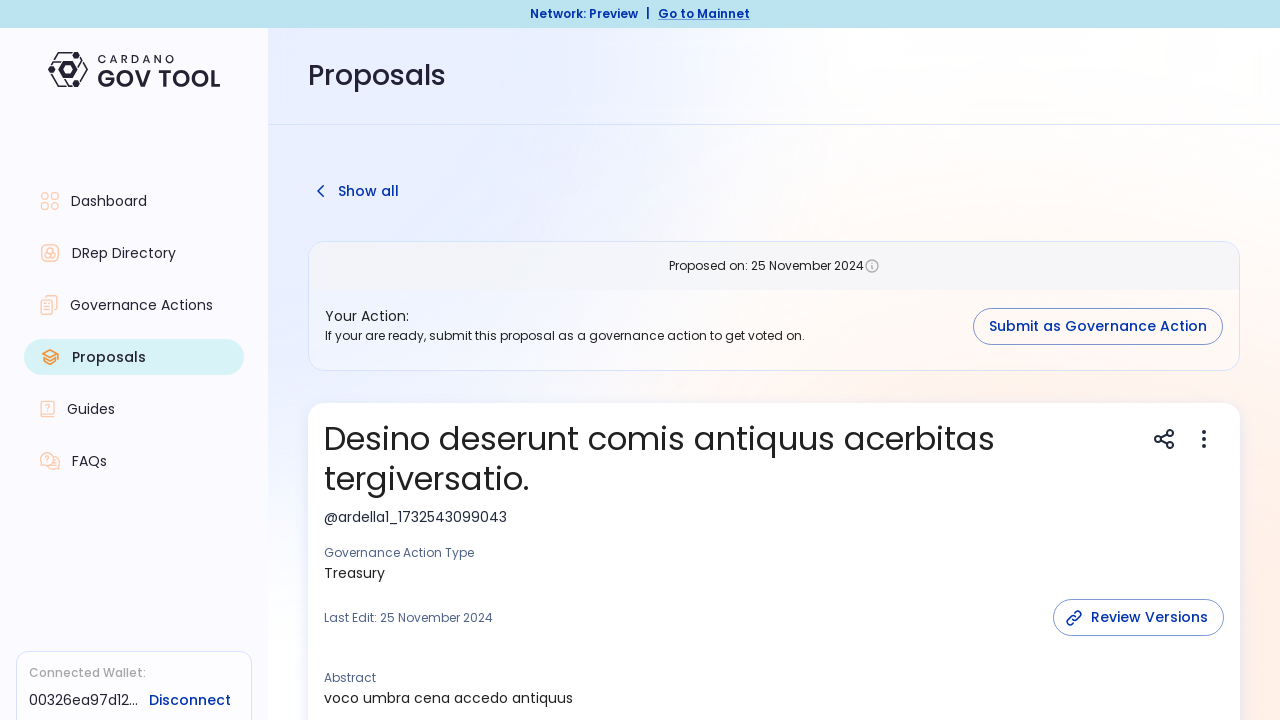 Network: Preview | Go to Mainnet
CARDANO
GOV TOOL
Proposals
Dashboard
DRep Directory
Governance Actions
Proposals
Guides
FAQs
Connected Wallet:
00326ea97d12... Disconnect
Show all
Proposed on: 25 November 2024
Your Action:
If your are ready, submit this proposal as a governance action to get voted on.
Submit as Governance Action
Desino deserunt comis antiquus acerbitas
tergiversatio.
@ardella1_1732543099043
Governance Action Type
Treasury
Last Edit: 25 November 2024
Review Versions
Abstract
voco umbra cena accedo antiquus